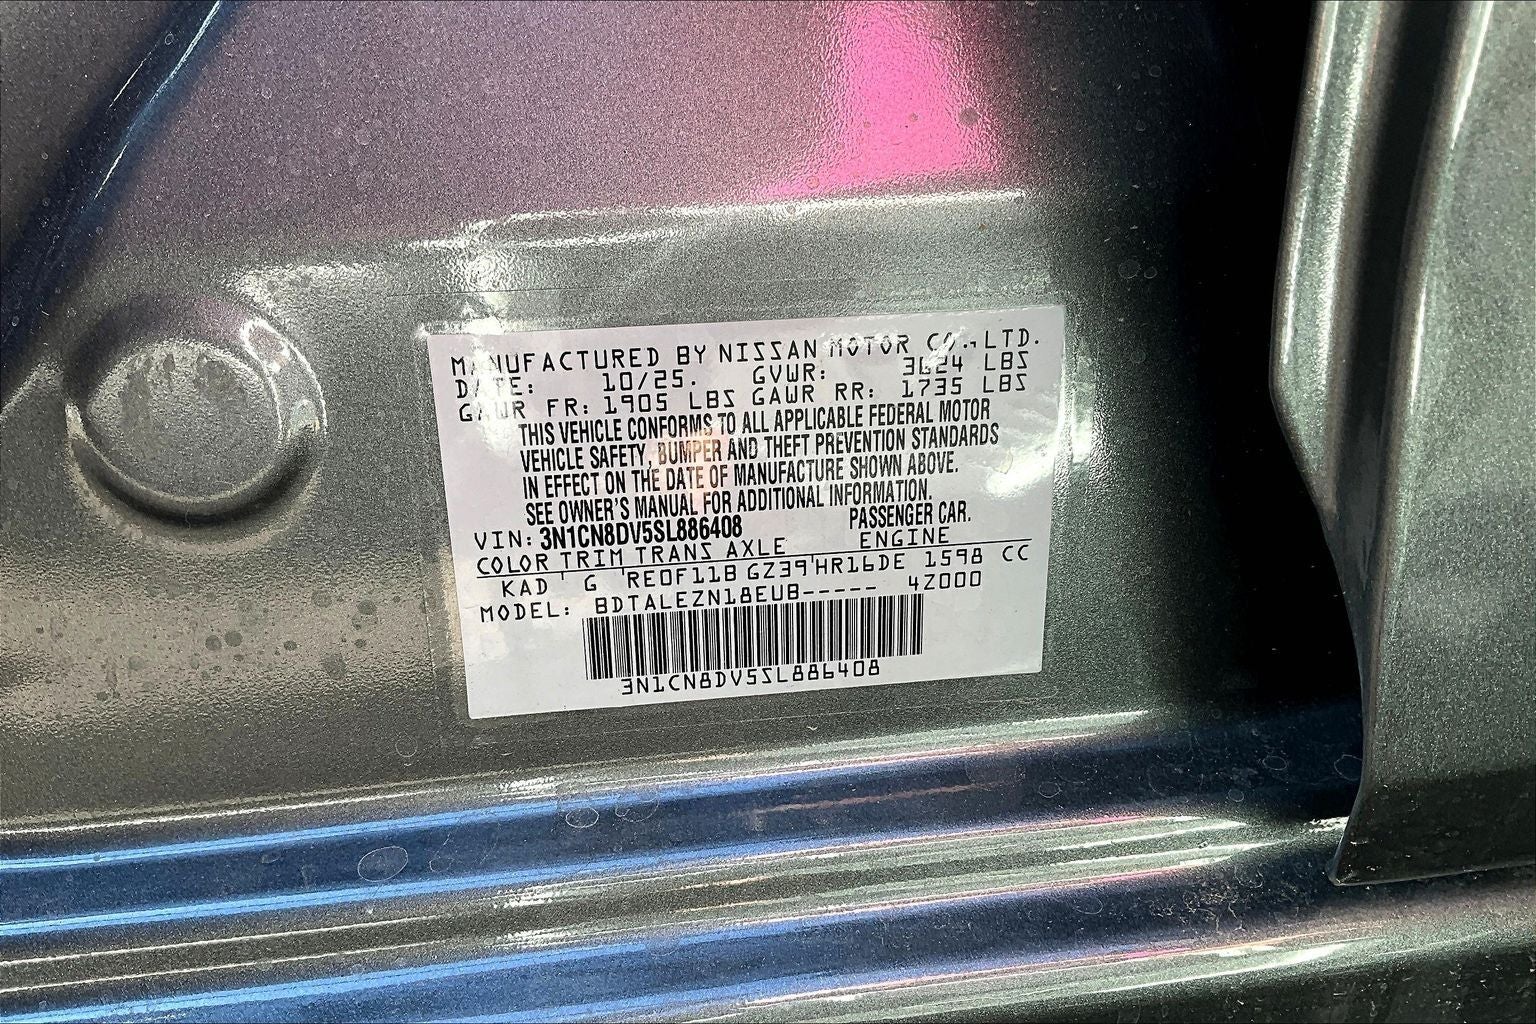 MANUFACTURED BY NISSAN MOTOR CO., LTD.
DATE: 10/25. GVWR: 3624 LBS
GAWR FR: 1905 LBS GAWR RR: 1735 LBS
THIS VEHICLE CONFORMS TO ALL APPLICABLE FEDERAL MOTOR
VEHICLE SAFETY, BUMPER AND THEFT PREVENTION STANDARDS
IN EFFECT ON THE DATE OF MANUFACTURE SHOWN ABOVE.
SEE OWNER'S MANUAL FOR ADDITIONAL INFORMATION.
VIN: 3N1CN8DV5SL886408 PASSENGER CAR.
COLOR TRIM TRANS AXLE ENGINE
KAD G RE0F11B GZ39 HR16DE 1598 CC
MODEL: BDTALEZN18EUB----- 4Z000
3N1CN8DV5SL886408